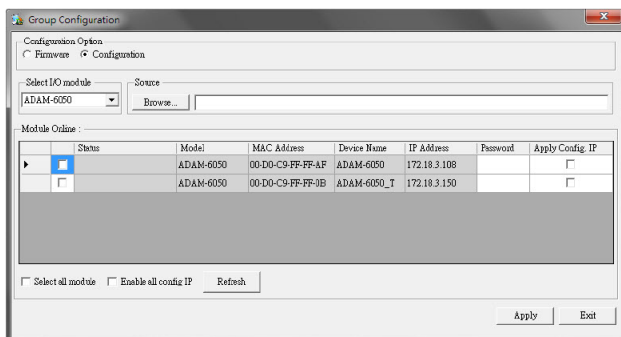 Group Configuration
Configuration Option
Firmware Configuration
Select I/O module Source
ADAM-6050 Browse...
Module Online :
Status Model MAC Address Device Name IP Address Password Apply Config. IP
ADAM-6050 00-D0-C9-FF-FF-AF ADAM-6050 172.18.3.108
ADAM-6050 00-D0-C9-FF-FF-0B ADAM-6050_T 172.18.3.150
Select all module Enable all config IP Refresh
Apply Exit